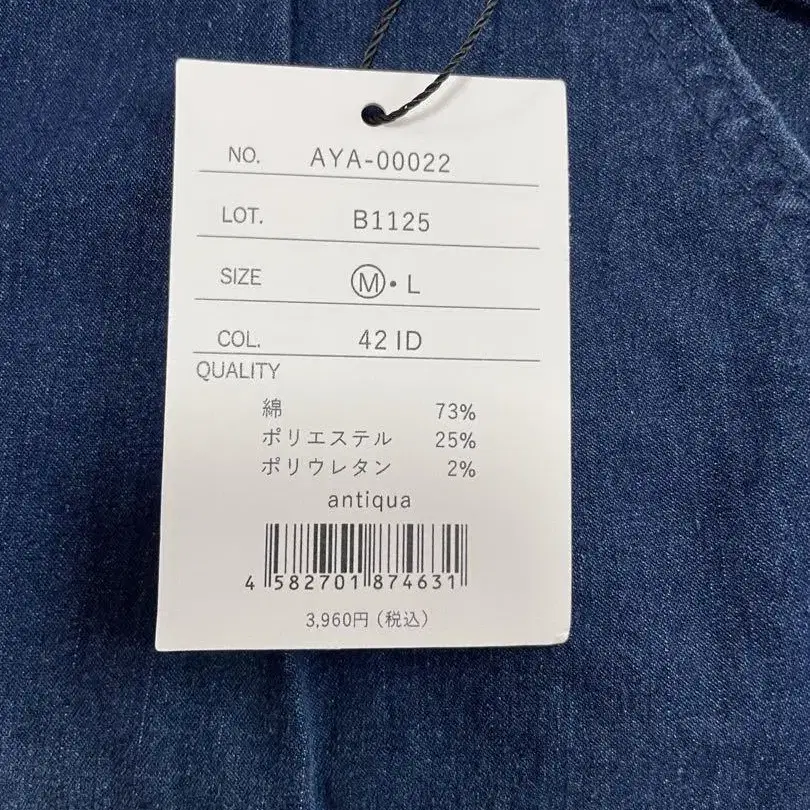 NO. AYA-00022
LOT. B1125
SIZE Ⓜ・L
COL. 42 ID
QUALITY
綿 73%
ポリエステル 25%
ポリウレタン 2%
antiqua
4 582701 874631
3,960円(税込)